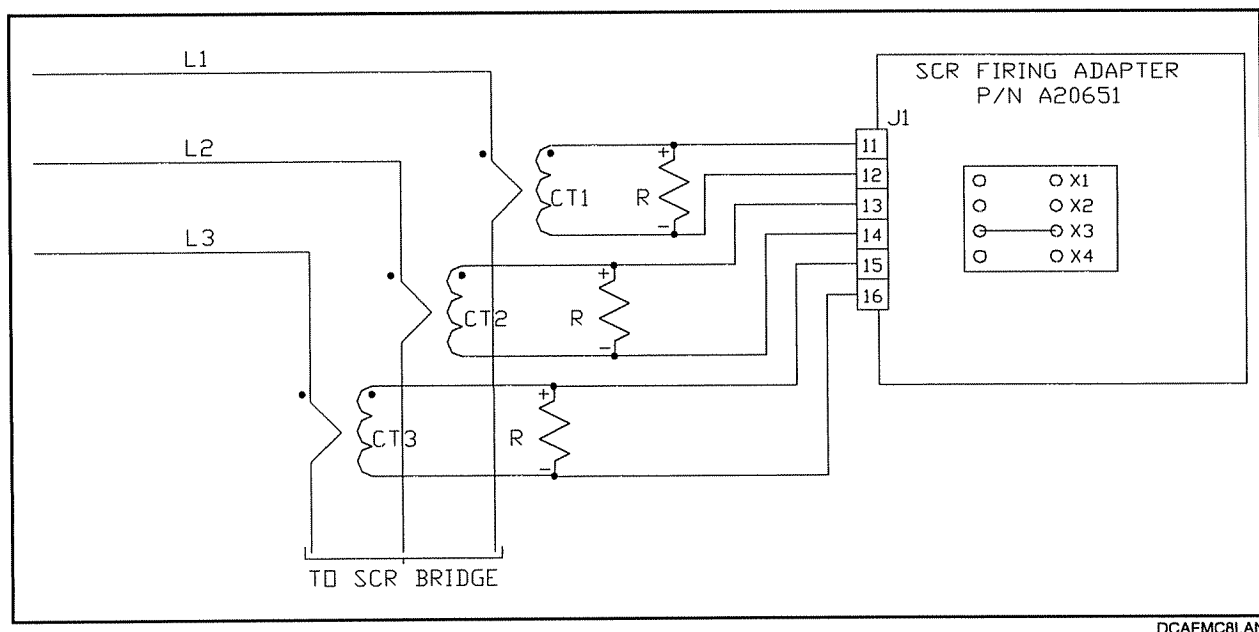 L1
L2
L3
SCR FIRING ADAPTER
P/N A20651
J1
11
12
13
14
15
16
X1
X2
X3
X4
+
CT1
R
-
+
CT2
R
-
+
CT3
R
-
TO SCR BRIDGE
DCAFMC8LAN